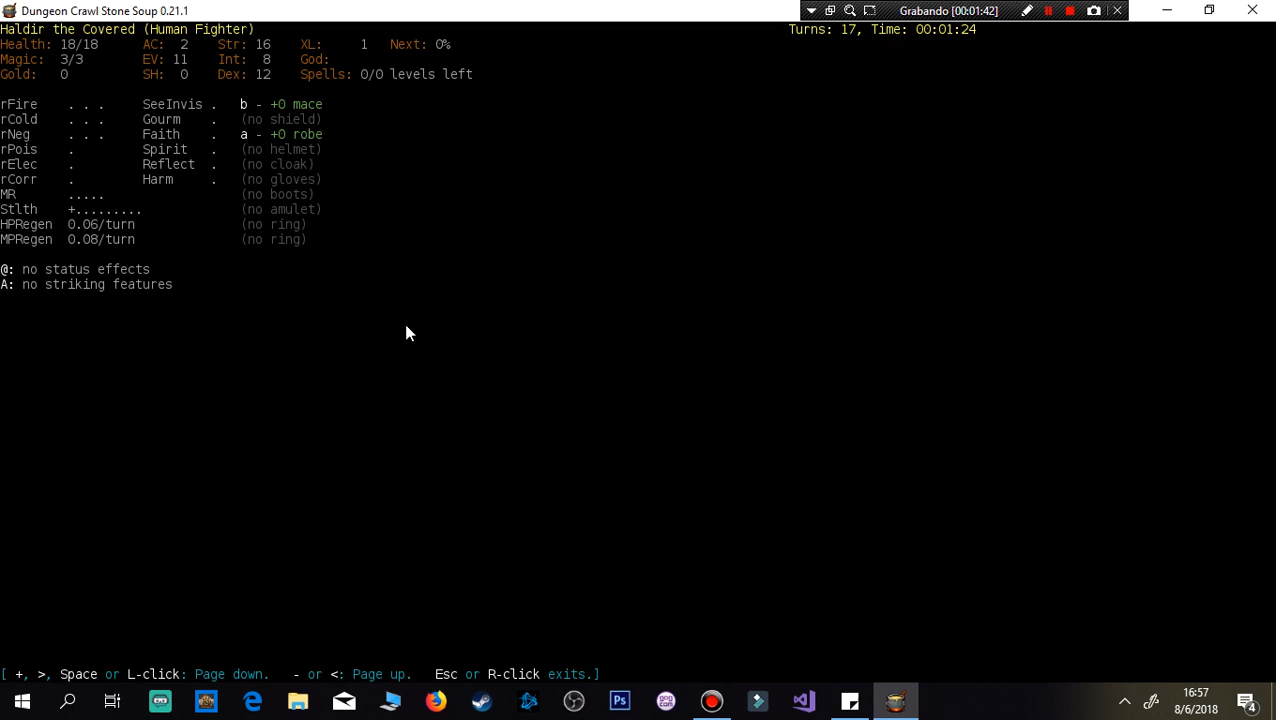 Dungeon Crawl Stone Soup 0.21.1
Grabando [00:01:42]
Haldir the Covered (Human Fighter) Turns: 17, Time: 00:01:24
Health: 18/18 AC: 2 Str: 16 XL: 1 Next: 0%
Magic: 3/3 EV: 11 Int: 8 God:
Gold: 0 SH: 0 Dex: 12 Spells: 0/0 levels left
rFire . . . SeeInvis . b - +0 mace
rCold . . . Gourm . (no shield)
rNeg . . . Faith . a - +0 robe
rPois . Spirit . (no helmet)
rElec . Reflect . (no cloak)
rCorr . Harm . (no gloves)
MR ..... (no boots)
Stlth +......... (no amulet)
HPRegen 0.06/turn (no ring)
MPRegen 0.08/turn (no ring)
@: no status effects
A: no striking features
[ +, >, Space or L-click: Page down. - or <: Page up. Esc or R-click exits.]
Ps
gog
com
16:57
8/6/2018
4